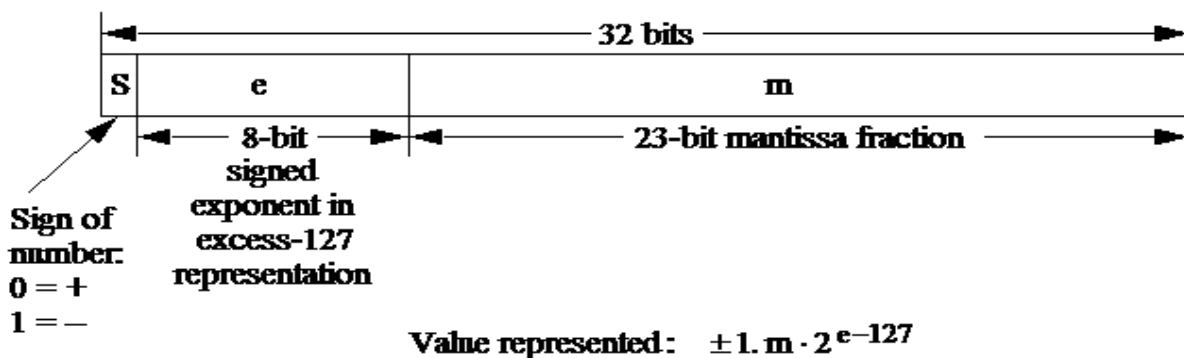 32 bits
S e m
8-bit
signed
exponent in
excess-127
representation
23-bit mantissa fraction
Sign of
number:
0 = +
1 = −
Value represented: ±1. m · 2^e−127